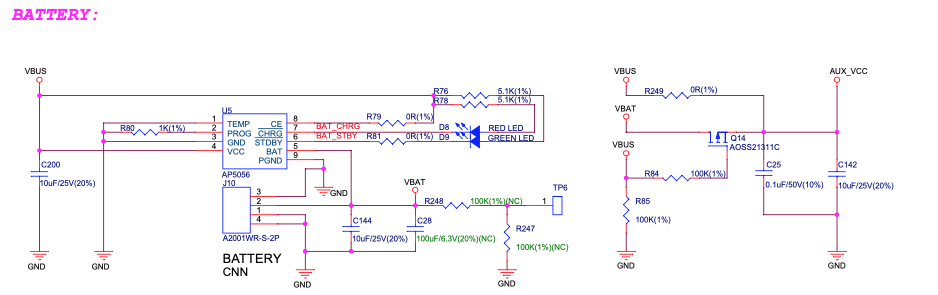 BATTERY:
VBUS
R76 5.1K(1%)
R78 5.1K(1%)
U5
1 TEMP CE 8 R79 0R(1%)
R80 1K(1%) 2 PROG CHRG 7 BAT_CHRG D8 RED LED
3 GND STDBY 6 BAT_STBY R81 0R(1%) D9 GREEN LED
4 VCC BAT 5
PGND 9
AP5056
C200
10uF/25V(20%)
GND
GND
GND
J10
3
2
1
4
A2001WR-S-2P
BATTERY
CNN
VBAT
R248 100K(1%)(NC) 1 TP6
C144
10uF/25V(20%)
C28
100uF/6.3V(20%)(NC)
R247
100K(1%)(NC)
GND
GND
VBUS AUX_VCC
R249 0R(1%)
VBAT
Q14
AOSS21311C
VBUS
R84 100K(1%)
R85
100K(1%)
C25
0.1uF/50V(10%)
C142
10uF/25V(20%)
GND
GND